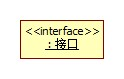 <<interface>>
: 接口